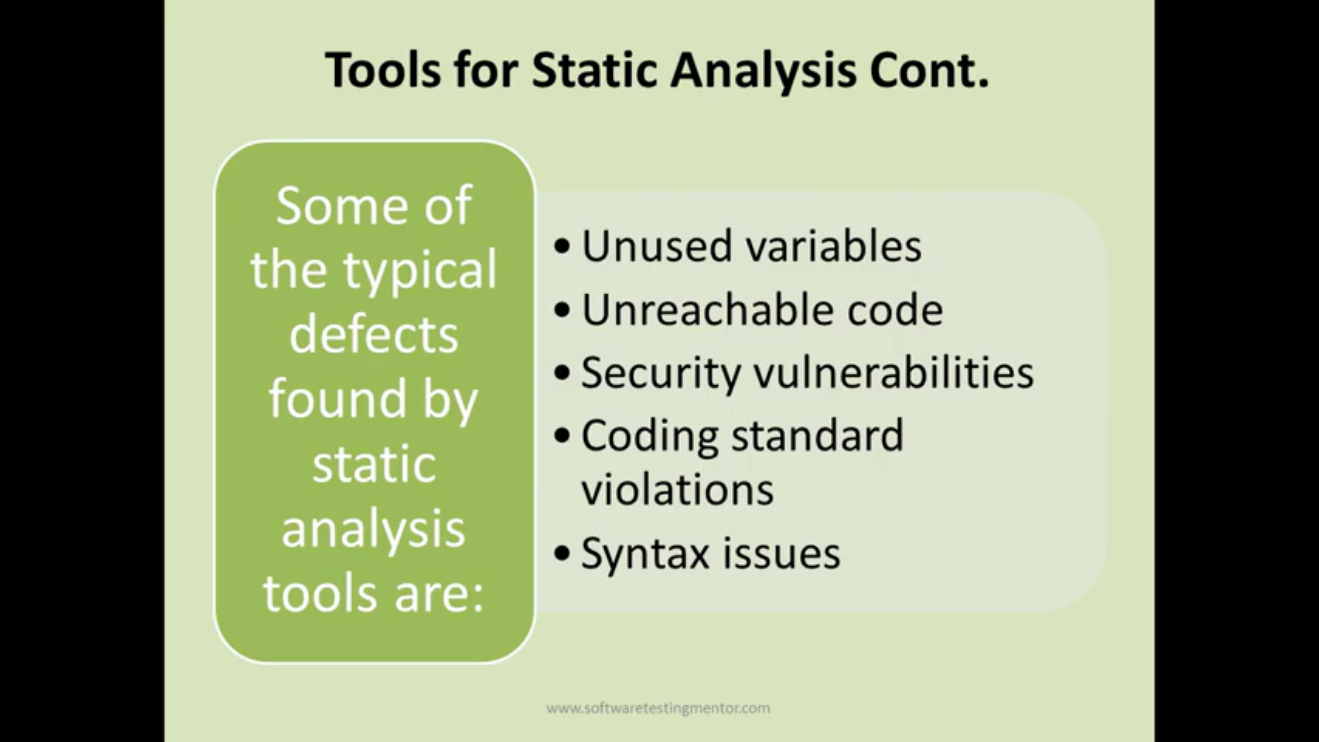 Tools for Static Analysis Cont.
Some of
the typical
defects
found by
static
analysis
tools are:
• Unused variables
• Unreachable code
• Security vulnerabilities
• Coding standard
violations
• Syntax issues
www.softwaretestingmentor.com